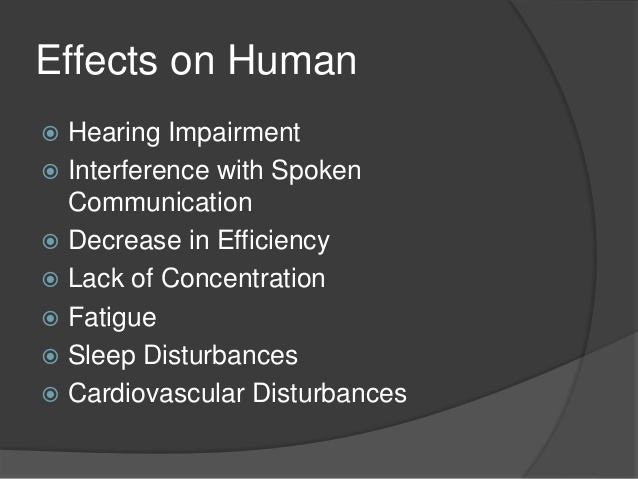 Effects on Human
Hearing Impairment
Interference with Spoken
Communication
Decrease in Efficiency
Lack of Concentration
Fatigue
Sleep Disturbances
Cardiovascular Disturbances